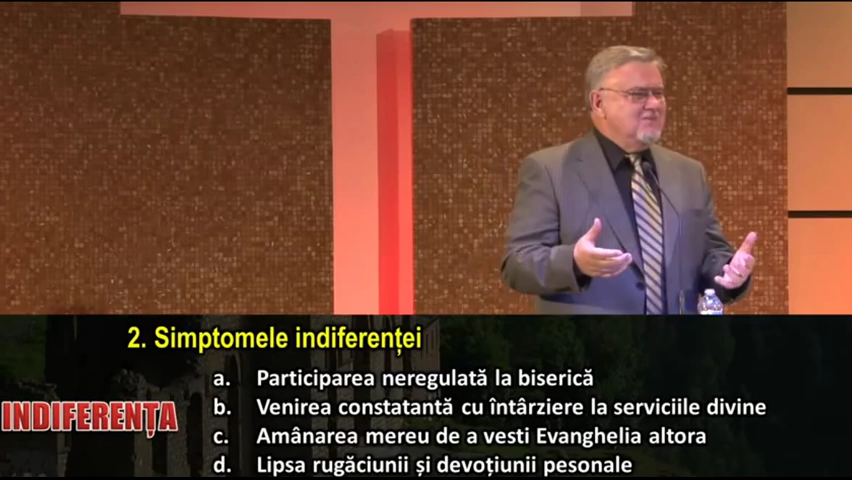 2. Simptomele indiferenței
a. Participarea neregulată la biserică
b. Venirea constatantă cu întârziere la serviciile divine
INDIFERENȚA
c. Amânarea mereu de a vesti Evanghelia altora
d. Lipsa rugăciunii și devoțiunii pesonale